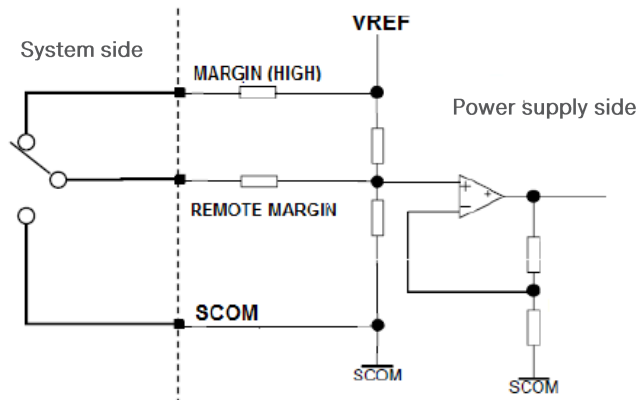 VREF
System side
MARGIN (HIGH)
Power supply side
REMOTE MARGIN
SCOM
SCOM
SCOM